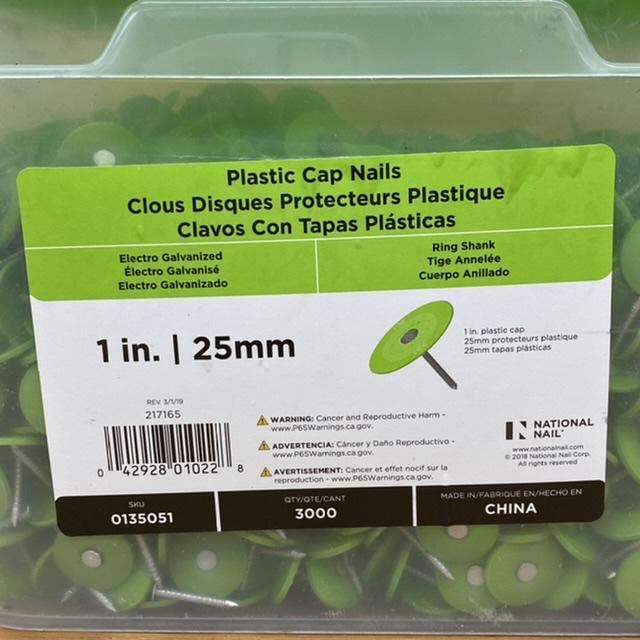 Plastic Cap Nails
Clous Disques Protecteurs Plastique
Clavos Con Tapas Plásticas
Electro Galvanized
Électro Galvanisé
Electro Galvanizado
Ring Shank
Tige Annelée
Cuerpo Anillado
1 in. | 25mm
1 in. plastic cap
25mm protecteurs plastique
25mm tapas plásticas
REV. 3/1/19
217165
0 42928 01022 8
WARNING: Cancer and Reproductive Harm -
www.P65Warnings.ca.gov.
ADVERTENCIA: Cáncer y Daño Reproductivo -
www.P65Warnings.ca.gov.
AVERTISSEMENT: Cancer et effet nocif sur la
reproduction - www.P65Warnings.ca.gov.
NATIONAL
NAIL
www.nationalnail.com
© 2018 National Nail Corp.
All rights reserved
SKU
0135051
QTY/QTE/CANT
3000
MADE IN/FABRIQUÉ EN/HECHO EN
CHINA